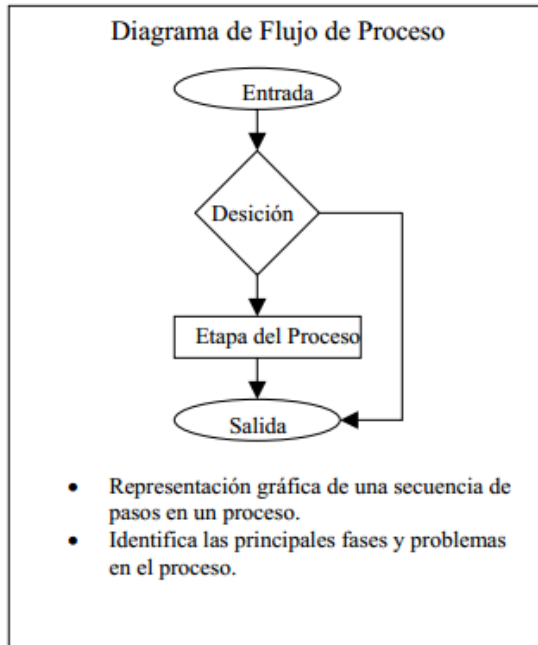 Diagrama de Flujo de Proceso
Entrada
Desición
Etapa del Proceso
Salida
• Representación gráfica de una secuencia de
pasos en un proceso.
• Identifica las principales fases y problemas
en el proceso.